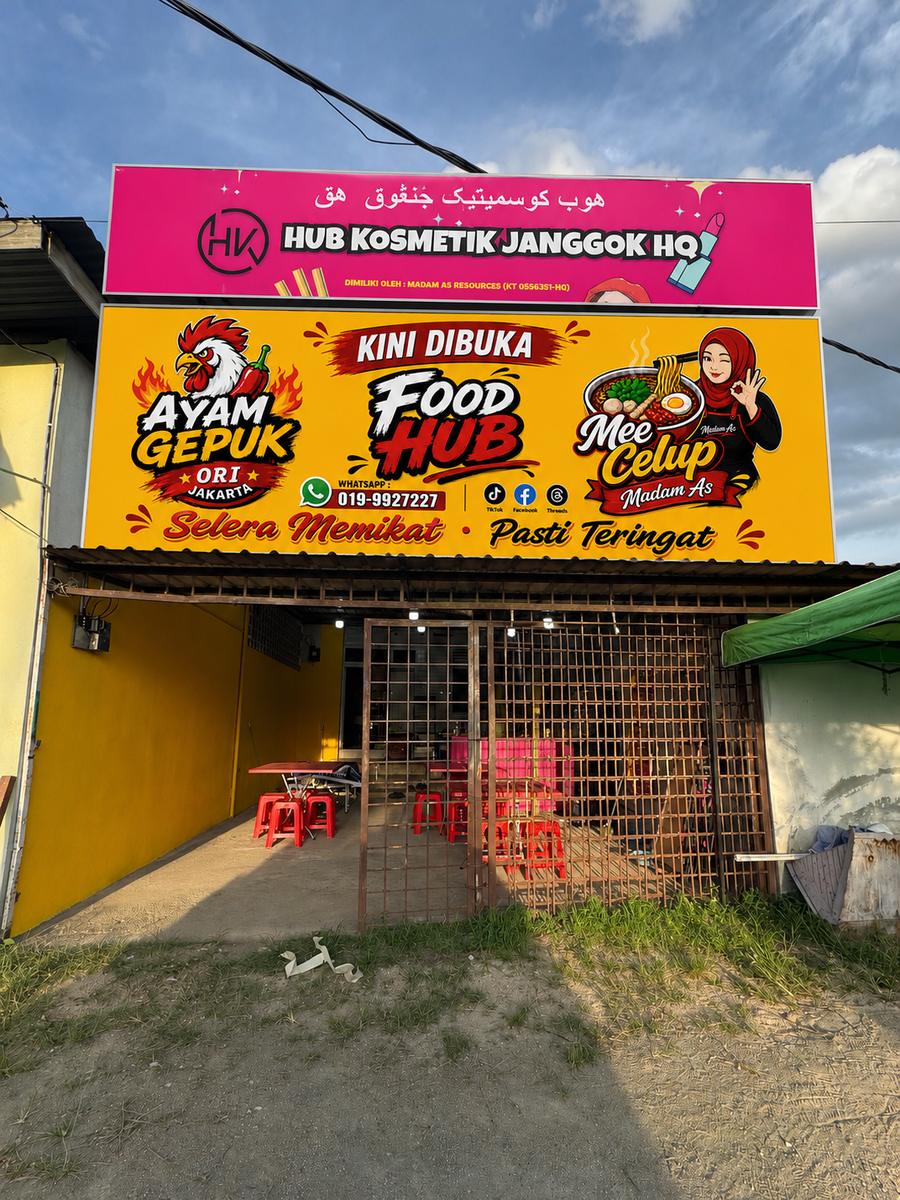 هوب كوسميتيک جڠݢوق هق
HK
HUB KOSMETIK JANGGOK HQ
DIMILIKI OLEH : MADAM AS RESOURCES (KT 0556351-HQ)
KINI DIBUKA
AYAM
GEPUK
ORI
JAKARTA
FOOD
HUB
Mee
Celup
Madam As
Madam As
WHATSAPP :
019-9927227
TikTok
Facebook
Threads
Selera Memikat • Pasti Teringat